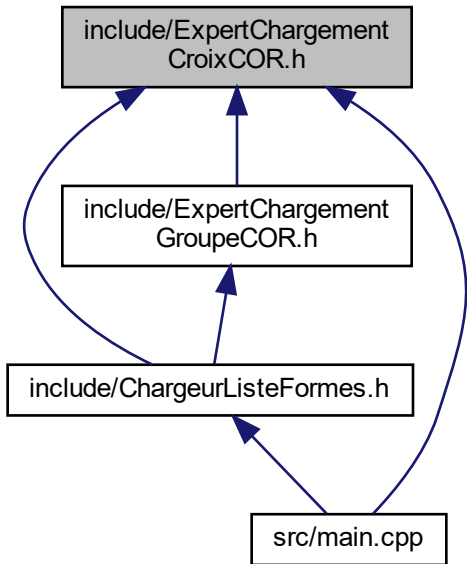 include/ExpertChargement
CroixCOR.h
include/ExpertChargement
GroupeCOR.h
include/ChargeurListeFormes.h
src/main.cpp